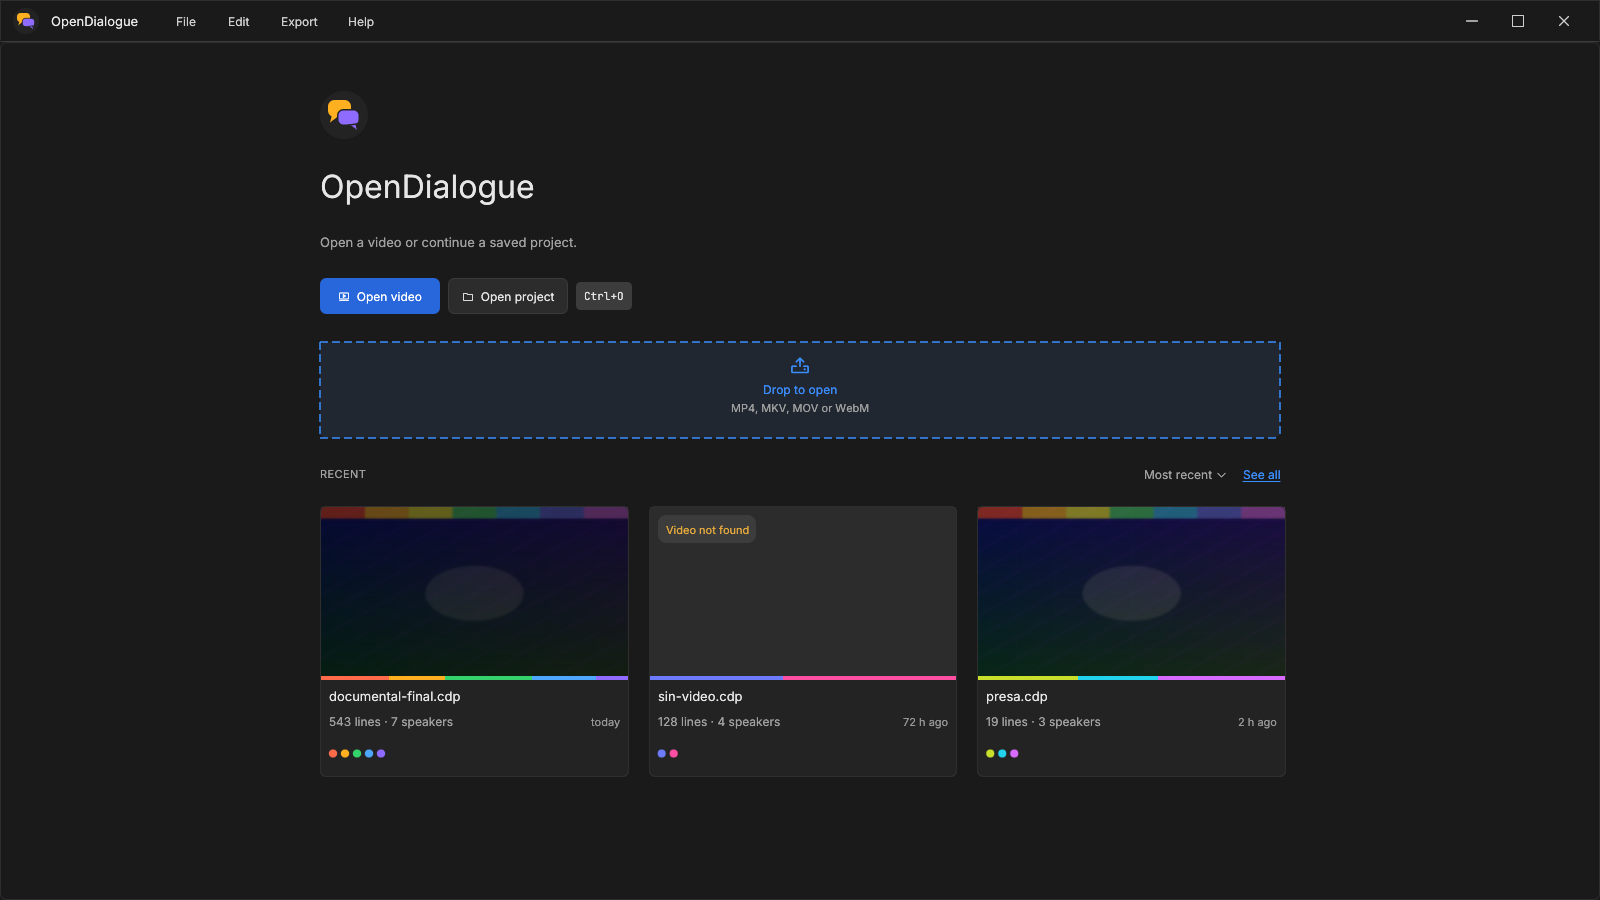 OpenDialogue File Edit Export Help
OpenDialogue
Open a video or continue a saved project.
Open video Open project Ctrl+O
Drop to open
MP4, MKV, MOV or WebM
RECENT Most recent See all
Video not found
documental-final.cdp
543 lines · 7 speakers today
sin-video.cdp
128 lines · 4 speakers 72 h ago
presa.cdp
19 lines · 3 speakers 2 h ago